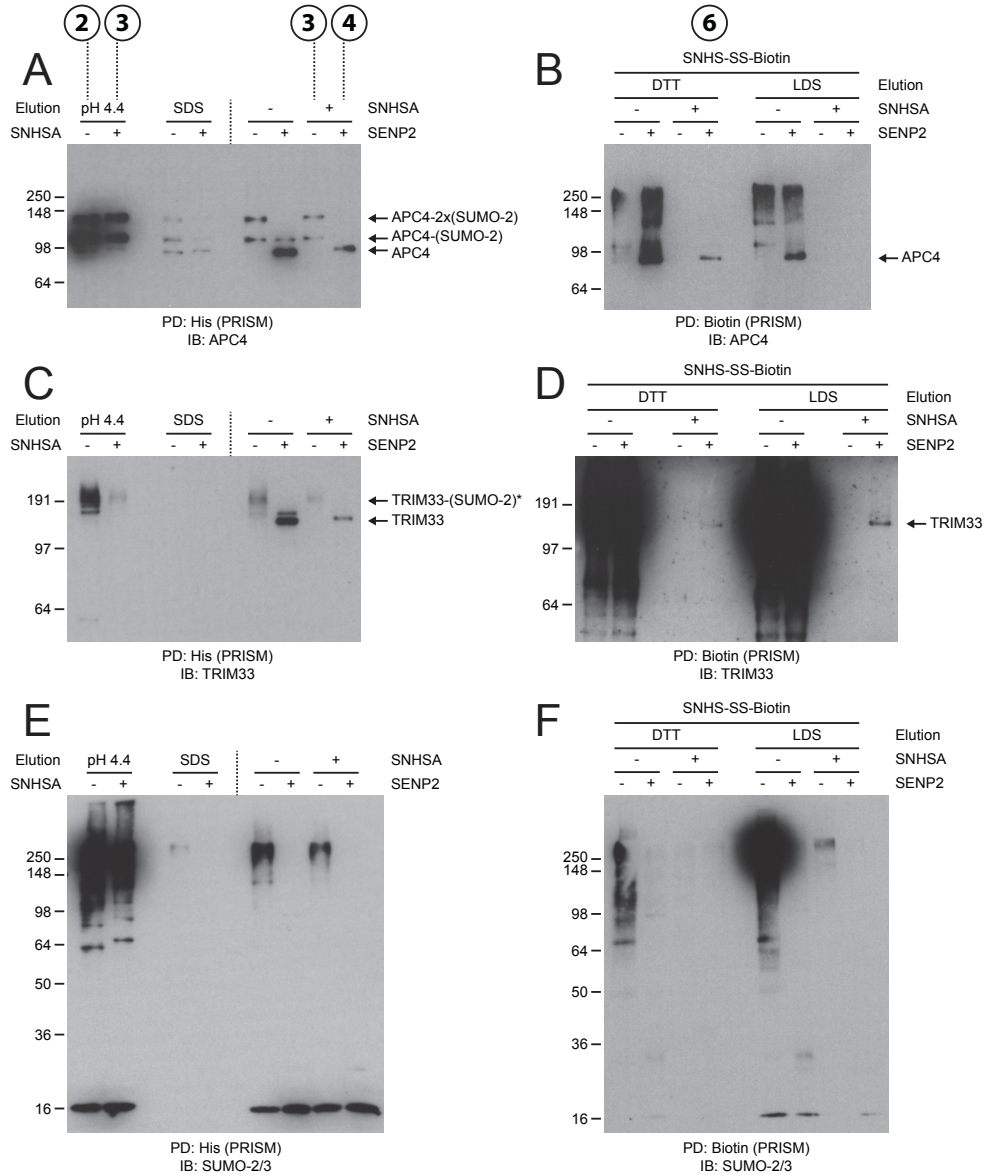 2 3 3 4 6
A
Elution pH 4.4 SDS - + SNHSA
SNHSA - + - + - + - + SENP2
250
148
98
64
APC4-2x(SUMO-2)
APC4-(SUMO-2)
APC4
PD: His (PRISM)
IB: APC4
B
SNHS-SS-Biotin
DTT LDS Elution
- + - + SNHSA
- + - + - + - + SENP2
250
148
98
64
APC4
PD: Biotin (PRISM)
IB: APC4
C
Elution pH 4.4 SDS - + SNHSA
SNHSA - + - + - + - + SENP2
191
97
64
TRIM33-(SUMO-2)*
TRIM33
PD: His (PRISM)
IB: TRIM33
D
SNHS-SS-Biotin
DTT LDS Elution
- + - + SNHSA
- + - + - + - + SENP2
191
97
64
TRIM33
PD: Biotin (PRISM)
IB: TRIM33
E
Elution pH 4.4 SDS - + SNHSA
SNHSA - + - + - + - + SENP2
250
148
98
64
50
36
16
PD: His (PRISM)
IB: SUMO-2/3
F
SNHS-SS-Biotin
DTT LDS Elution
- + - + SNHSA
- + - + - + - + SENP2
250
148
98
64
50
36
16
PD: Biotin (PRISM)
IB: SUMO-2/3